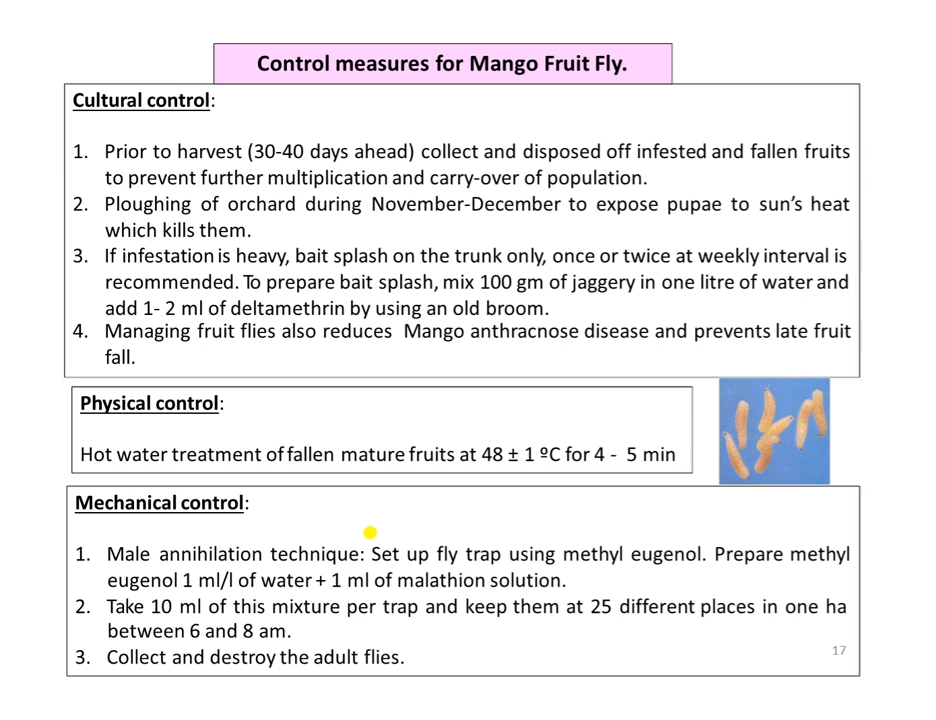 Control measures for Mango Fruit Fly.
Cultural control:
1. Prior to harvest (30-40 days ahead) collect and disposed off infested and fallen fruits
to prevent further multiplication and carry-over of population.
2. Ploughing of orchard during November-December to expose pupae to sun's heat
which kills them.
3. If infestation is heavy, bait splash on the trunk only, once or twice at weekly interval is
recommended. To prepare bait splash, mix 100 gm of jaggery in one litre of water and
add 1- 2 ml of deltamethrin by using an old broom.
4. Managing fruit flies also reduces Mango anthracnose disease and prevents late fruit
fall.
Physical control:
Hot water treatment of fallen mature fruits at 48 ± 1 ºC for 4 - 5 min
Mechanical control:
1. Male annihilation technique: Set up fly trap using methyl eugenol. Prepare methyl
eugenol 1 ml/l of water + 1 ml of malathion solution.
2. Take 10 ml of this mixture per trap and keep them at 25 different places in one ha
between 6 and 8 am.
3. Collect and destroy the adult flies.
17